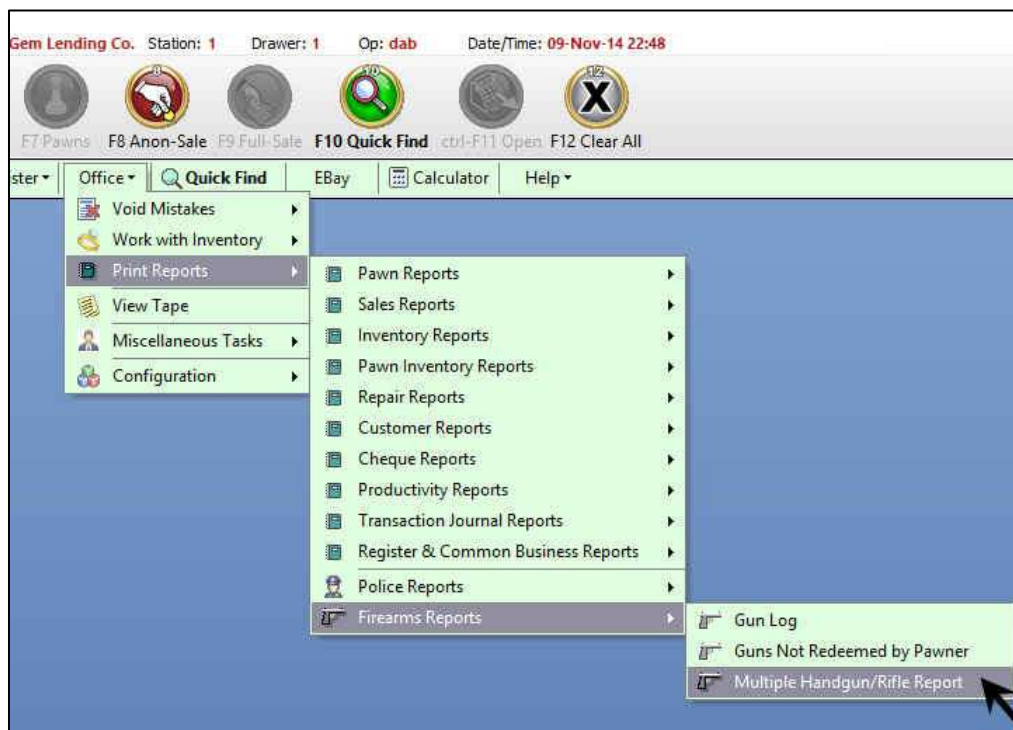 Gem Lending Co. Station: 1 Drawer: 1 Op: dab Date/Time: 09-Nov-14 22:48
8 10 12
F7 Pawns F8 Anon-Sale F9 Full-Sale F10 Quick Find ctrl-F11 Open F12 Clear All
ster Office Quick Find EBay Calculator Help
Void Mistakes
Work with Inventory
Print Reports
View Tape
Miscellaneous Tasks
Configuration
Pawn Reports
Sales Reports
Inventory Reports
Pawn Inventory Reports
Repair Reports
Customer Reports
Cheque Reports
Productivity Reports
Transaction Journal Reports
Register & Common Business Reports
Police Reports
Firearms Reports
Gun Log
Guns Not Redeemed by Pawner
Multiple Handgun/Rifle Report